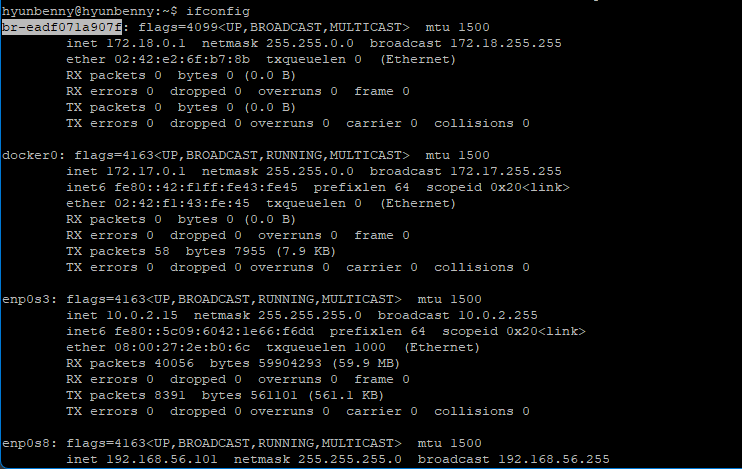 hyunbenny@hyunbenny:~$ ifconfig
br-eadf071a907f: flags=4099<UP,BROADCAST,MULTICAST>  mtu 1500
        inet 172.18.0.1  netmask 255.255.0.0  broadcast 172.18.255.255
        ether 02:42:e2:6f:b7:8b  txqueuelen 0  (Ethernet)
        RX packets 0  bytes 0 (0.0 B)
        RX errors 0  dropped 0  overruns 0  frame 0
        TX packets 0  bytes 0 (0.0 B)
        TX errors 0  dropped 0 overruns 0  carrier 0  collisions 0
docker0: flags=4163<UP,BROADCAST,RUNNING,MULTICAST>  mtu 1500
        inet 172.17.0.1  netmask 255.255.0.0  broadcast 172.17.255.255
        inet6 fe80::42:f1ff:fe43:fe45  prefixlen 64  scopeid 0x20<link>
        ether 02:42:f1:43:fe:45  txqueuelen 0  (Ethernet)
        RX packets 0  bytes 0 (0.0 B)
        RX errors 0  dropped 0  overruns 0  frame 0
        TX packets 58  bytes 7955 (7.9 KB)
        TX errors 0  dropped 0 overruns 0  carrier 0  collisions 0
enp0s3: flags=4163<UP,BROADCAST,RUNNING,MULTICAST>  mtu 1500
        inet 10.0.2.15  netmask 255.255.255.0  broadcast 10.0.2.255
        inet6 fe80::5c09:6042:1e66:f6dd  prefixlen 64  scopeid 0x20<link>
        ether 08:00:27:2e:b0:6c  txqueuelen 1000  (Ethernet)
        RX packets 40056  bytes 59904293 (59.9 MB)
        RX errors 0  dropped 0  overruns 0  frame 0
        TX packets 8391  bytes 561101 (561.1 KB)
        TX errors 0  dropped 0 overruns 0  carrier 0  collisions 0
enp0s8: flags=4163<UP,BROADCAST,RUNNING,MULTICAST>  mtu 1500
        inet 192.168.56.101  netmask 255.255.255.0  broadcast 192.168.56.255